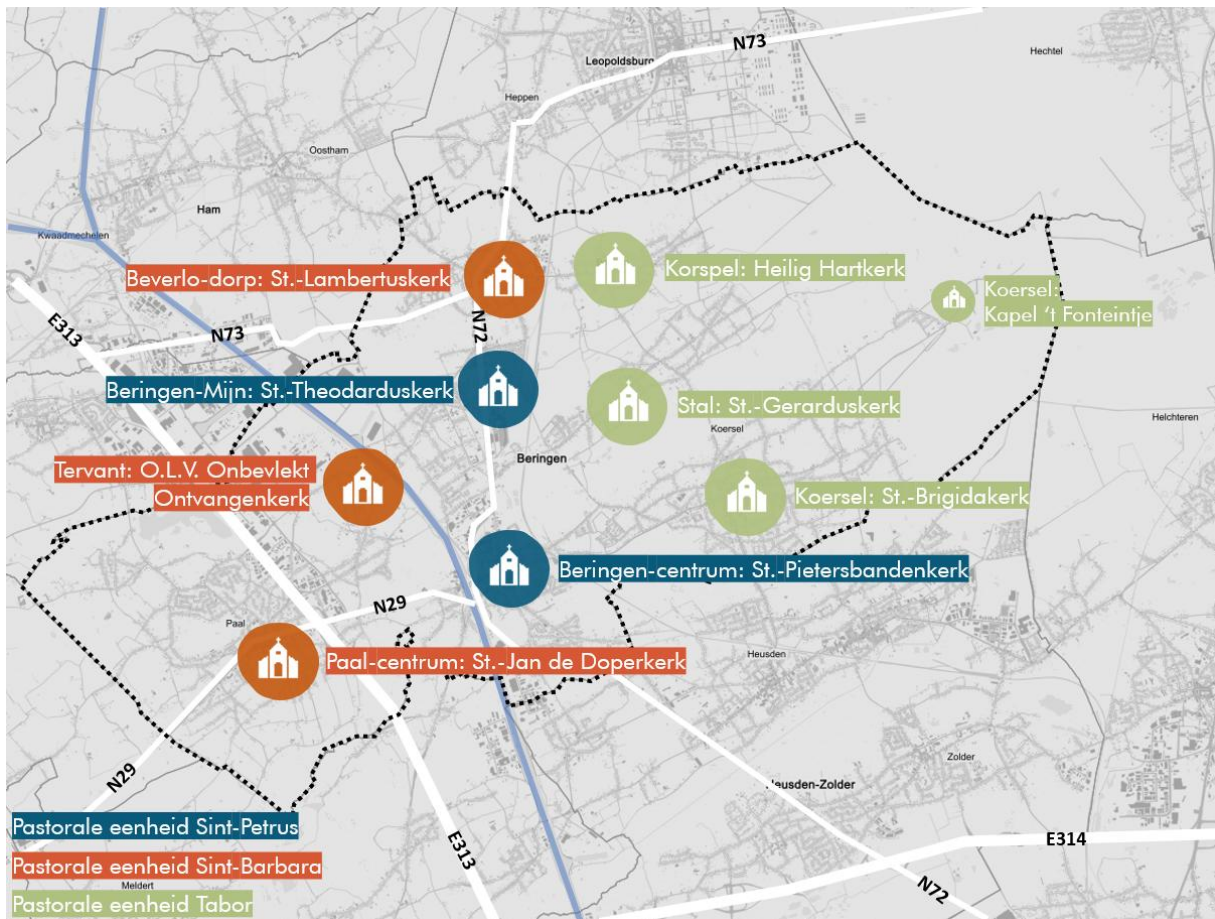 N73
Hechtel
Leopoldsburg
Heppen
Oostham
Ham
Kwaadmechelen
Beverlo-dorp: St.-Lambertuskerk
Korspel: Heilig Hartkerk
Koersel:
Kapel ‘t Fonteintje
E313
N73
N72
Beringen-Mijn: St.-Theodarduskerk
Stal: St.-Gerarduskerk
Helchteren
Koersel
Beringen
Tervant: O.L.V. Onbevlekt
Ontvangenkerk
Koersel: St.-Brigidakerk
Beringen-centrum: St.-Pietersbandenkerk
N29
Paal
Paal-centrum: St.-Jan de Doperkerk
Heusden
Zolder
Heusden-Zolder
N29
Pastorale eenheid Sint-Petrus
E313
E314
Pastorale eenheid Sint-Barbara
Meldert
N72
Pastorale eenheid Tabor